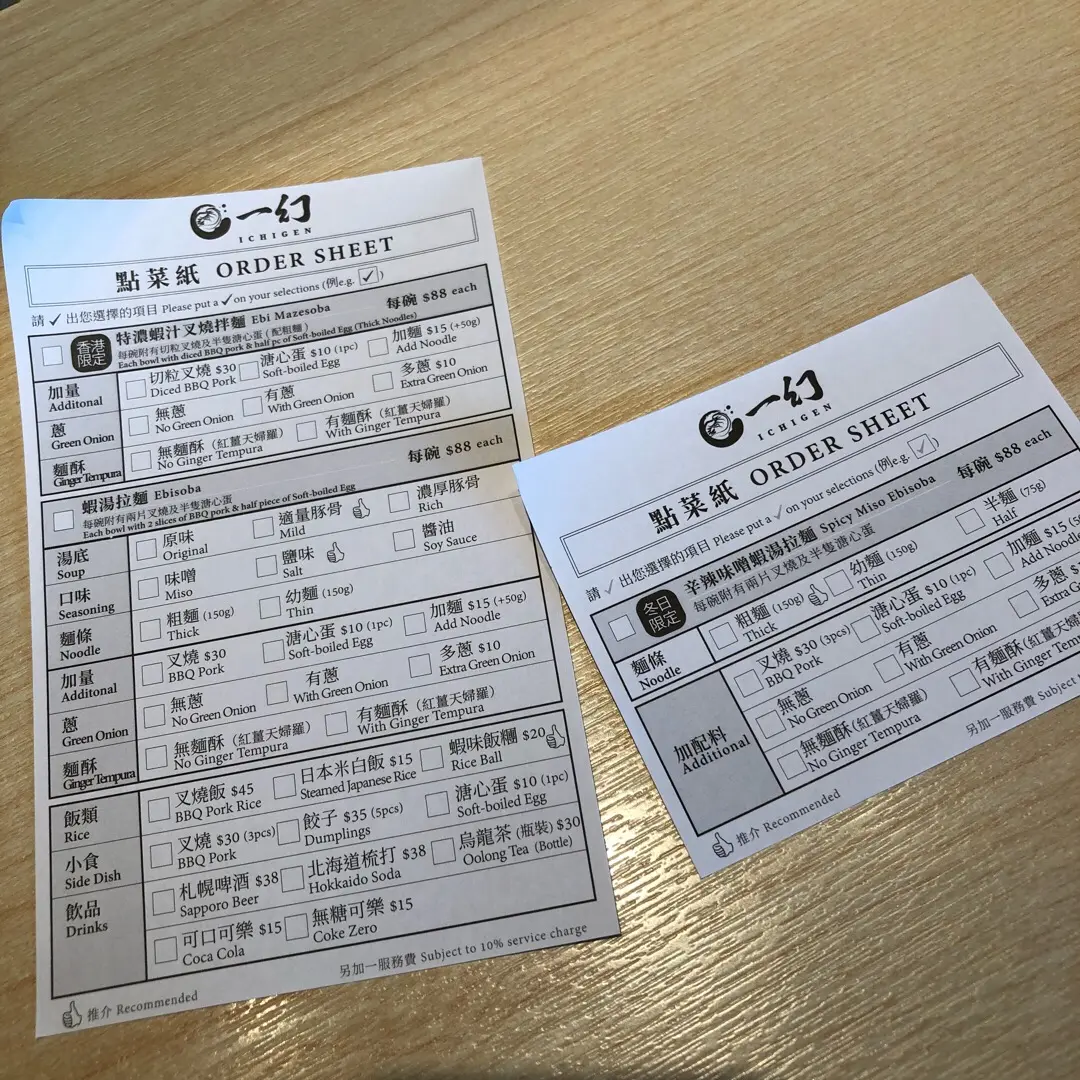 一幻
ICHIGEN
點菜紙 ORDER SHEET
請 ✓ 出您選擇的項目 Please put a ✓ on your selections (例e.g. ✓)
香港限定 特濃蝦汁叉燒拌麵 Ebi Mazesoba 每碗 $88 each
每碗附有切粒叉燒及半隻溏心蛋 (配粗麵)
Each bowl with diced BBQ pork & half pc of Soft-boiled Egg (Thick Noodles)
加量 切粒叉燒 $30 溏心蛋 $10 (1pc) 加麵 $15 (+50g)
Additonal Diced BBQ Pork Soft-boiled Egg Add Noodle
蔥 無蔥 有蔥 多蔥 $10
Green Onion No Green Onion With Green Onion Extra Green Onion
麵酥 無麵酥 (紅薑天婦羅) 有麵酥 (紅薑天婦羅)
Ginger Tempura No Ginger Tempura With Ginger Tempura
蝦湯拉麵 Ebisoba 每碗 $88 each
每碗附有兩片叉燒及半隻溏心蛋
Each bowl with 2 slices of BBQ pork & half piece of Soft-boiled Egg
湯底 原味 適量豚骨 濃厚豚骨
Soup Original Mild Rich
口味 味噌 鹽味 醬油
Seasoning Miso Salt Soy Sauce
麵條 粗麵 (150g) 幼麵 (150g)
Noodle Thick Thin
加量 叉燒 $30 溏心蛋 $10 (1pc) 加麵 $15 (+50g)
Additonal BBQ Pork Soft-boiled Egg Add Noodle
蔥 無蔥 有蔥 多蔥 $10
Green Onion No Green Onion With Green Onion Extra Green Onion
麵酥 無麵酥 (紅薑天婦羅) 有麵酥 (紅薑天婦羅)
Ginger Tempura No Ginger Tempura With Ginger Tempura
飯類 叉燒飯 $45 日本米白飯 $15 蝦味飯糰 $20
Rice BBQ Pork Rice Steamed Japanese Rice Rice Ball
小食 叉燒 $30 (3pcs) 餃子 $35 (5pcs) 溏心蛋 $10 (1pc)
Side Dish BBQ Pork Dumplings Soft-boiled Egg
飲品 札幌啤酒 $38 北海道梳打 $38 烏龍茶 (瓶裝) $30
Drinks Sapporo Beer Hokkaido Soda Oolong Tea (Bottle)
可口可樂 $15 無糖可樂 $15
Coca Cola Coke Zero
另加一服務費 Subject to 10% service charge
推介 Recommended
一幻
ICHIGEN
點菜紙 ORDER SHEET
請 ✓ 出您選擇的項目 Please put a ✓ on your selections (例e.g. ✓)
冬日限定 辛辣味噌蝦湯拉麵 Spicy Miso Ebisoba 每碗 $88 each
每碗附有兩片叉燒及半隻溏心蛋
麵條 粗麵 (150g) 幼麵 (150g) 半麵 (75g)
Noodle Thick Thin Half
加配料 叉燒 $30 (3pcs) 溏心蛋 $10 (1pc) 加麵 $15
Additional BBQ Pork Soft-boiled Egg Add Noodle
無蔥 有蔥 多蔥
No Green Onion With Green Onion Extra
無麵酥 (紅薑天婦羅) 有麵酥 (紅薑天婦
No Ginger Tempura With Ginger
另加一服務費 Subject
推介 Recommended